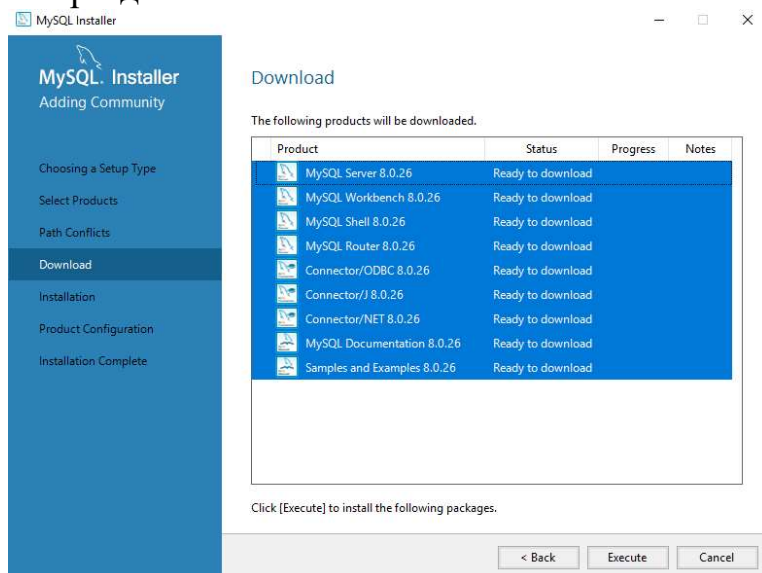 MySQL Installer
MySQL. Installer
Adding Community
Choosing a Setup Type
Select Products
Path Conflicts
Download
Installation
Product Configuration
Installation Complete
Download
The following products will be downloaded.
Product Status Progress Notes
MySQL Server 8.0.26 Ready to download
MySQL Workbench 8.0.26 Ready to download
MySQL Shell 8.0.26 Ready to download
MySQL Router 8.0.26 Ready to download
Connector/ODBC 8.0.26 Ready to download
Connector/J 8.0.26 Ready to download
Connector/NET 8.0.26 Ready to download
MySQL Documentation 8.0.26 Ready to download
Samples and Examples 8.0.26 Ready to download
Click [Execute] to install the following packages.
< Back Execute Cancel